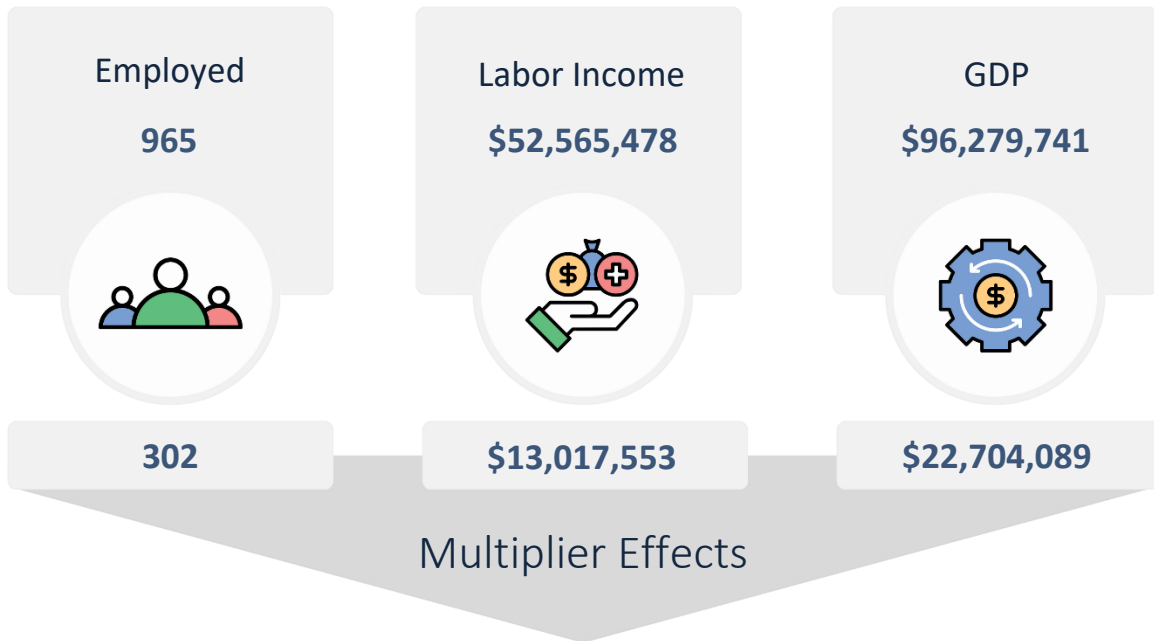 Employed
965
Labor Income
$52,565,478
GDP
$96,279,741
$
$
302
$13,017,553
$22,704,089
Multiplier Effects